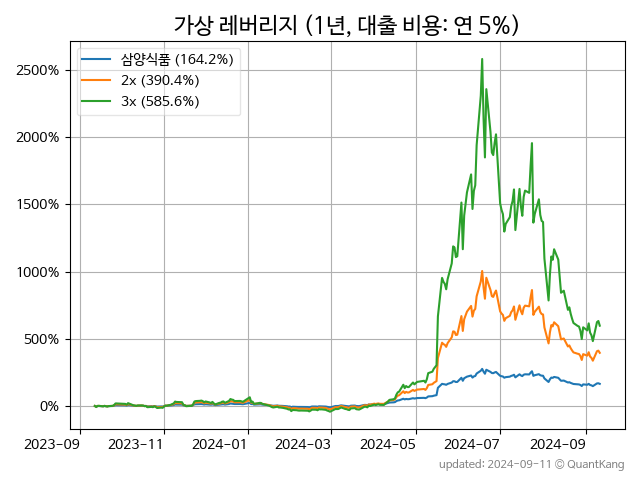 가상 레버리지 (1년, 대출 비용: 연 5%)
삼양식품 (164.2%)
2x (390.4%)
3x (585.6%)
2500%
2000%
1500%
1000%
500%
0%
2023-09 2023-11 2024-01 2024-03 2024-05 2024-07 2024-09
updated: 2024-09-11 © QuantKang